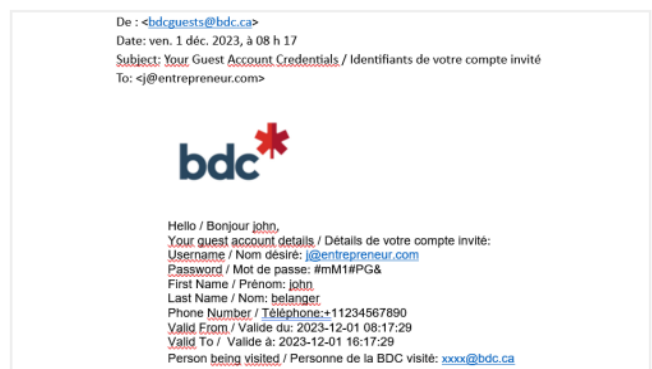 De : <bdcguests@bdc.ca>
Date: ven. 1 déc. 2023, à 08 h 17
Subject: Your Guest Account Credentials / Identifiants de votre compte invité
To: <j@entrepreneur.com>
bdc
Hello / Bonjour john,
Your guest account details / Détails de votre compte invité:
Username / Nom désiré: j@entrepreneur.com
Password / Mot de passe: #mM1#PG&
First Name / Prénom: john
Last Name / Nom: belanger
Phone Number / Téléphone:+11234567890
Valid From / Valide du: 2023-12-01 08:17:29
Valid To / Valide à: 2023-12-01 16:17:29
Person being visited / Personne de la BDC visité: xxxx@bdc.ca